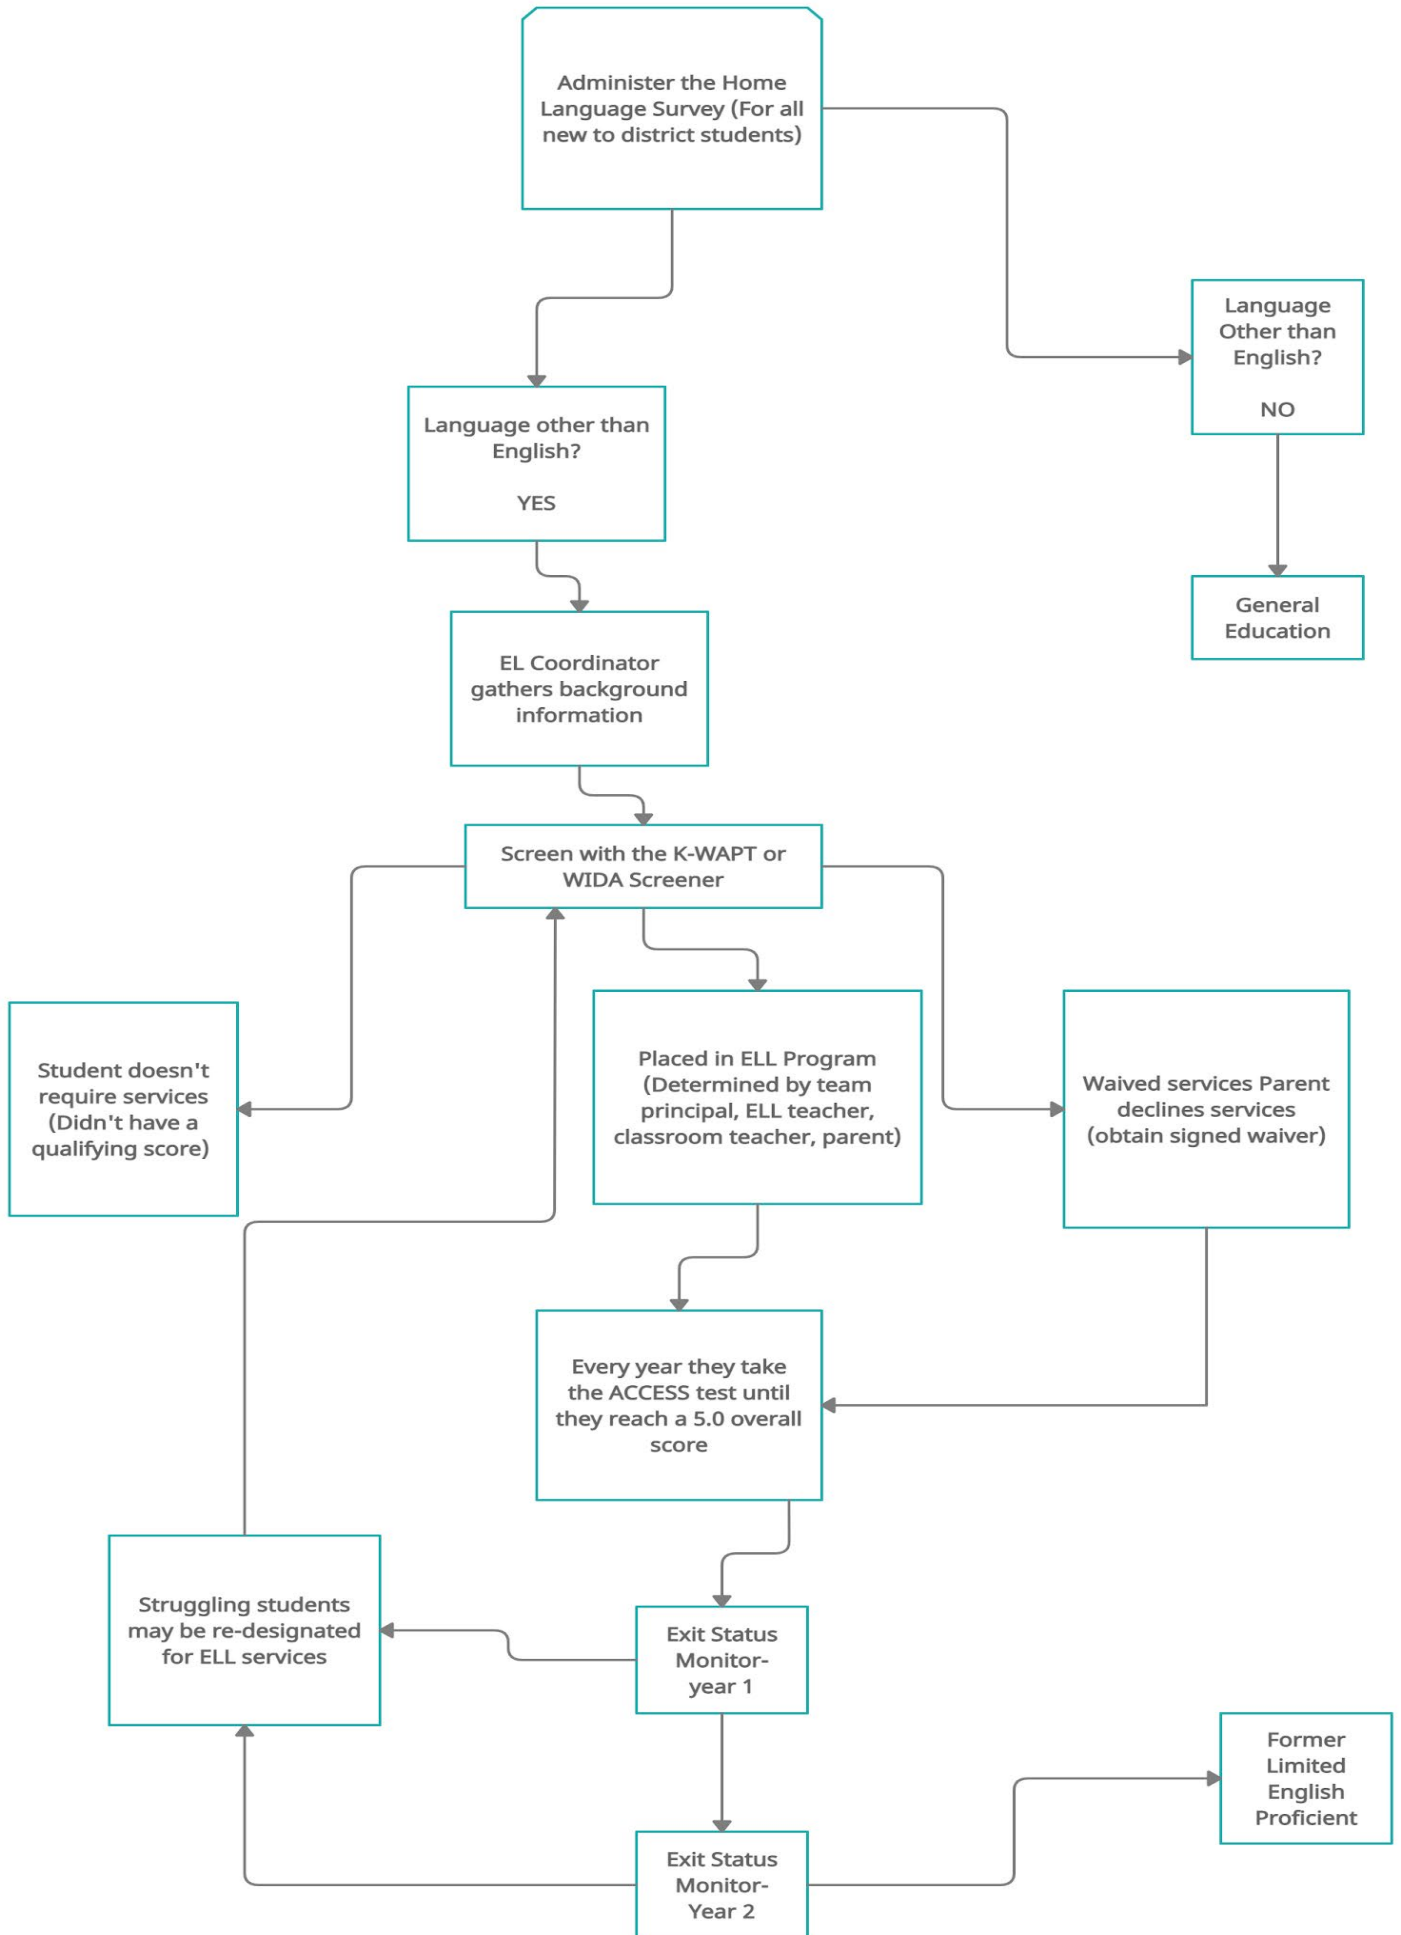 Administer the Home
Language Survey (For all
new to district students)
Language
Other than
English?
NO
Language other than
English?
YES
General
Education
EL Coordinator
gathers background
information
Screen with the K-WAPT or
WIDA Screener
Student doesn't
require services
(Didn't have a
qualifying score)
Placed in ELL Program
(Determined by team
principal, ELL teacher,
classroom teacher, parent)
Waived services Parent
declines services
(obtain signed waiver)
Every year they take
the ACCESS test until
they reach a 5.0 overall
score
Struggling students
may be re-designated
for ELL services
Exit Status
Monitor-
year 1
Former
Limited
English
Proficient
Exit Status
Monitor-
Year 2